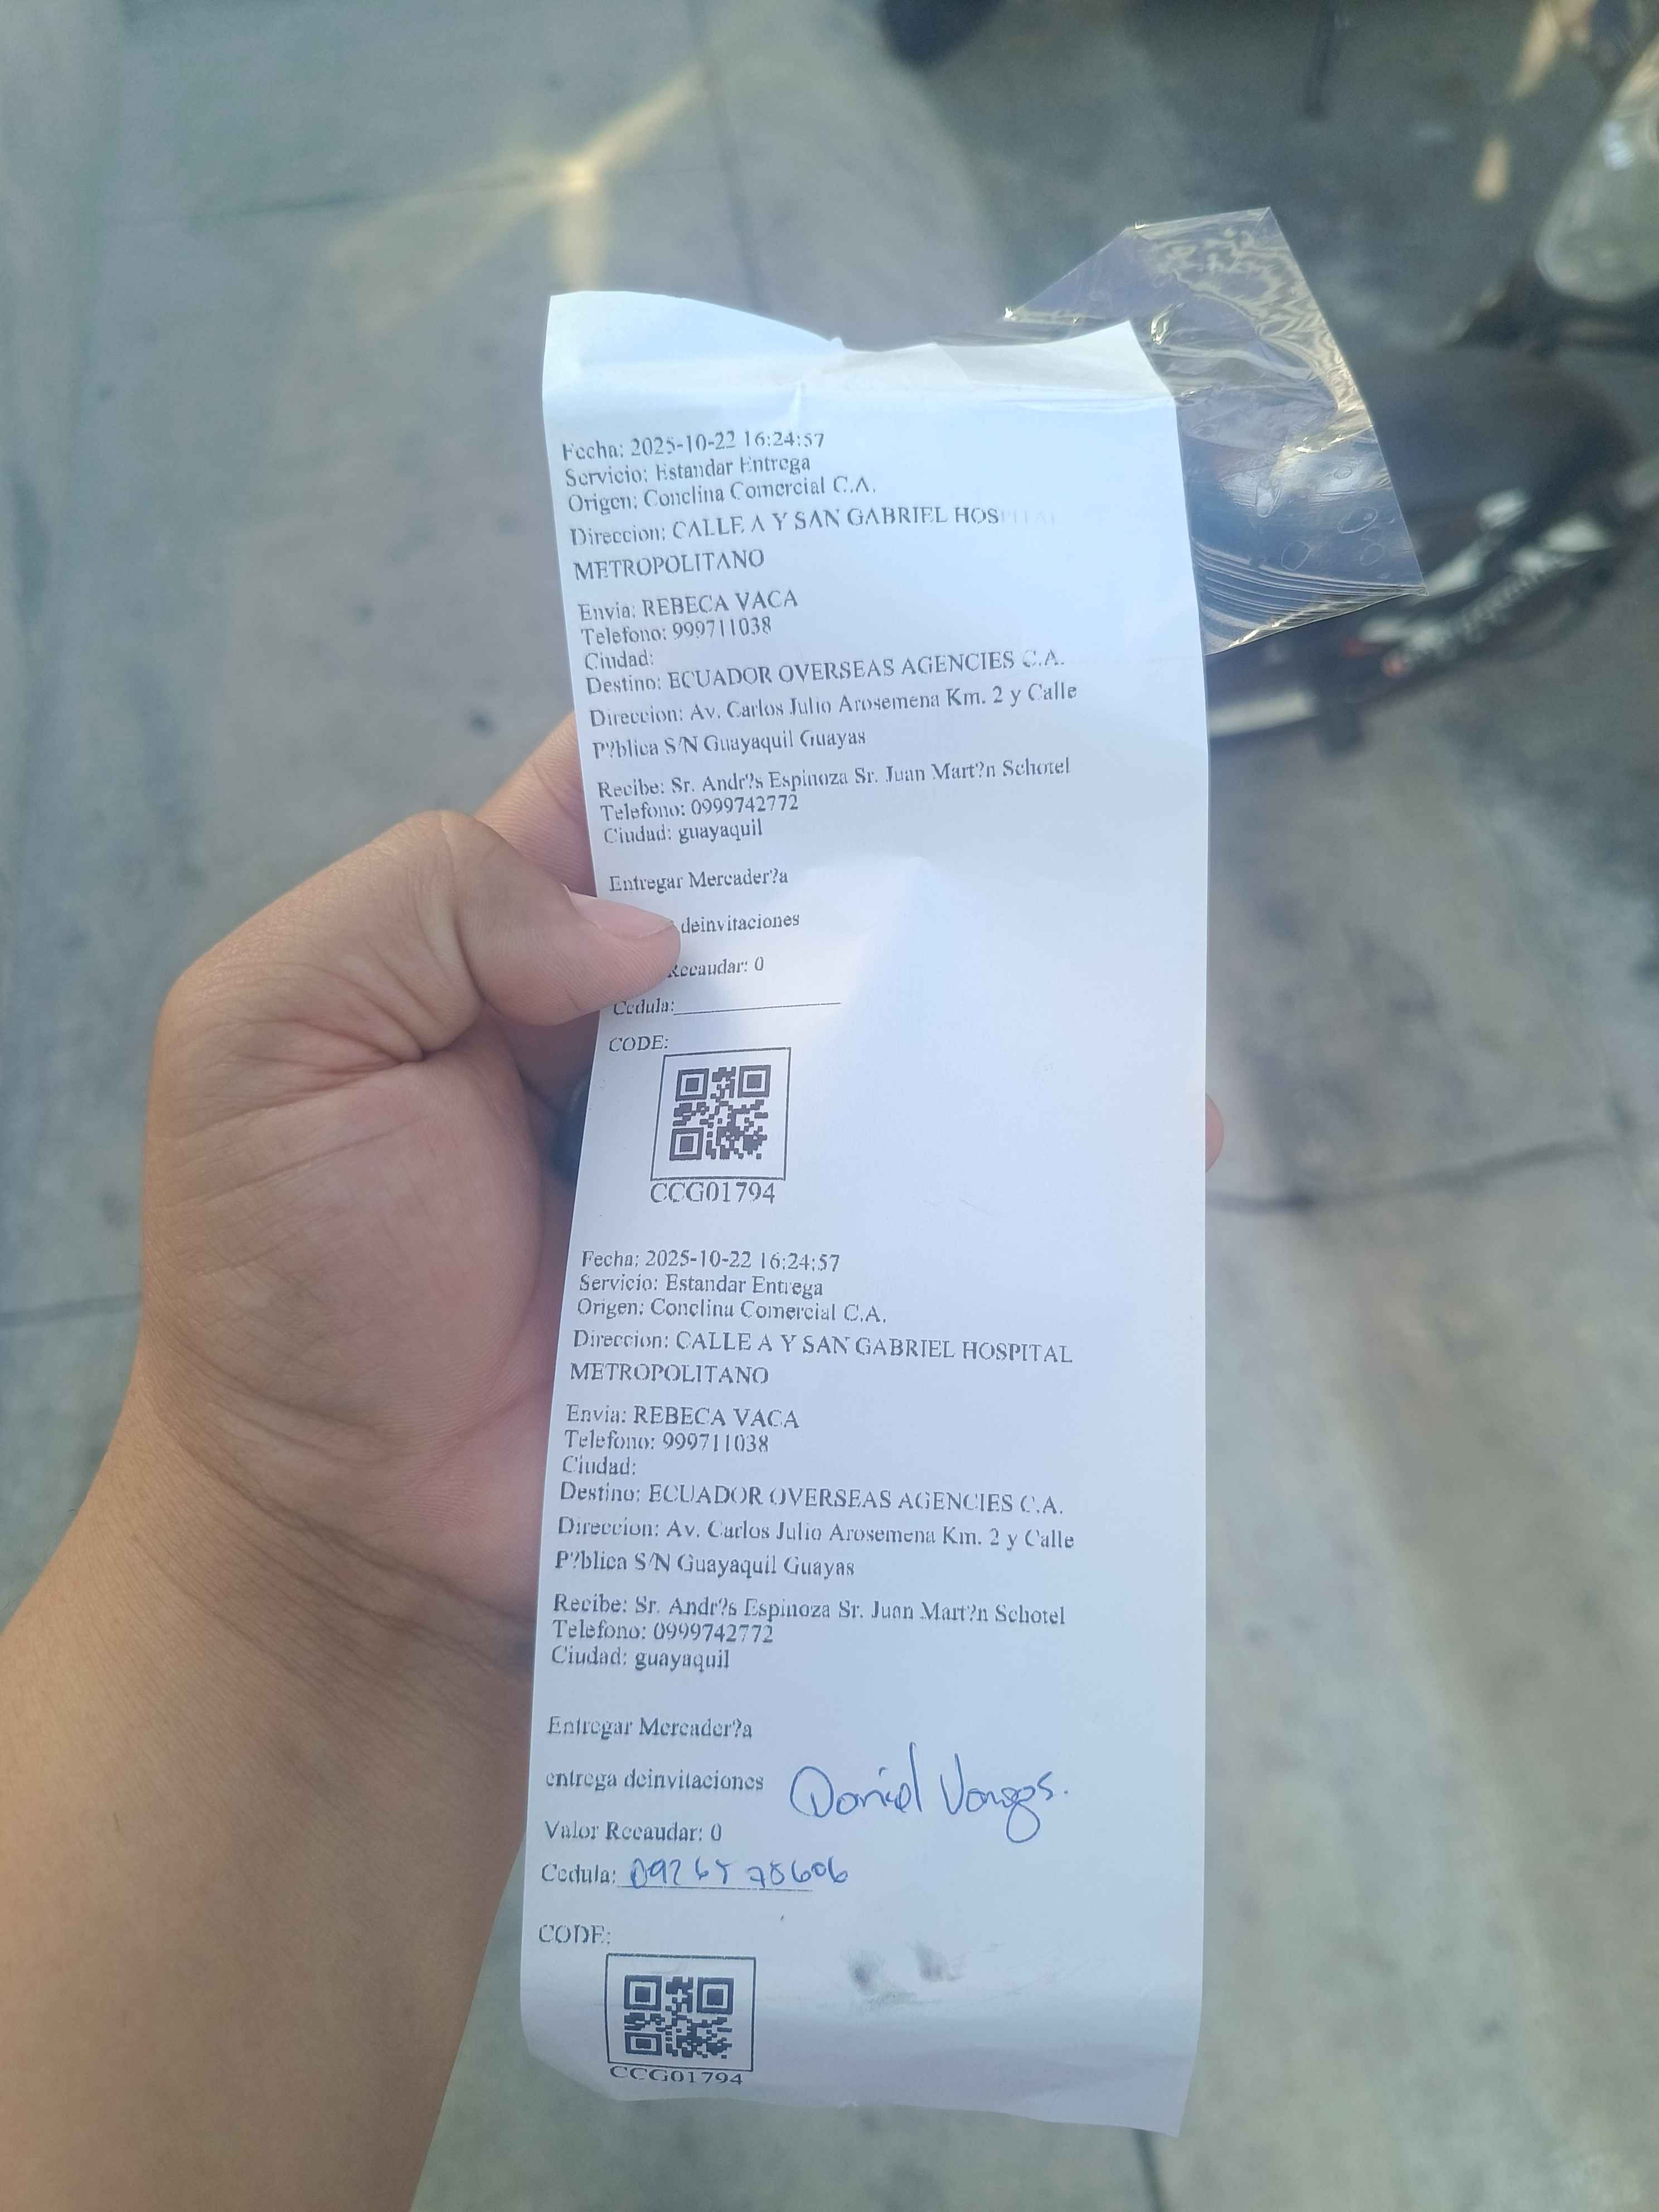 Fecha: 2025-10-22 16:24:57
Servicio: Estandar Entrega
Origen: Conclina Comercial C.A.
Direccion: CALLE A Y SAN GABRIEL HOSPITAL
METROPOLITANO
Envia: REBECA VACA
Telefono: 999711038
Ciudad:
Destino: ECUADOR OVERSEAS AGENCIES C.A.
Direccion: Av. Carlos Julio Arosemena Km. 2 y Calle
P?blica S/N Guayaquil Guayas
Recibe: Sr. Andr?s Espinoza Sr. Juan Mart?n Schotel
Telefono: 0999742772
Ciudad: guayaquil
Entregar Mercader?a
deinvitaciones
Recaudar: 0
Cedula:
CODE:
CCG01794
Fecha: 2025-10-22 16:24:57
Servicio: Estandar Entrega
Origen: Conclina Comercial C.A.
Direccion: CALLE A Y SAN GABRIEL HOSPITAL
METROPOLITANO
Envia: REBECA VACA
Telefono: 999711038
Ciudad:
Destino: ECUADOR OVERSEAS AGENCIES C.A.
Direccion: Av. Carlos Julio Arosemena Km. 2 y Calle
P?blica S/N Guayaquil Guayas
Recibe: Sr. Andr?s Espinoza Sr. Juan Mart?n Schotel
Telefono: 0999742772
Ciudad: guayaquil
Entregar Mercader?a
entrega deinvitaciones Daniel
Valor Recaudar: 0
Cedula:
CODE:
CCG01794